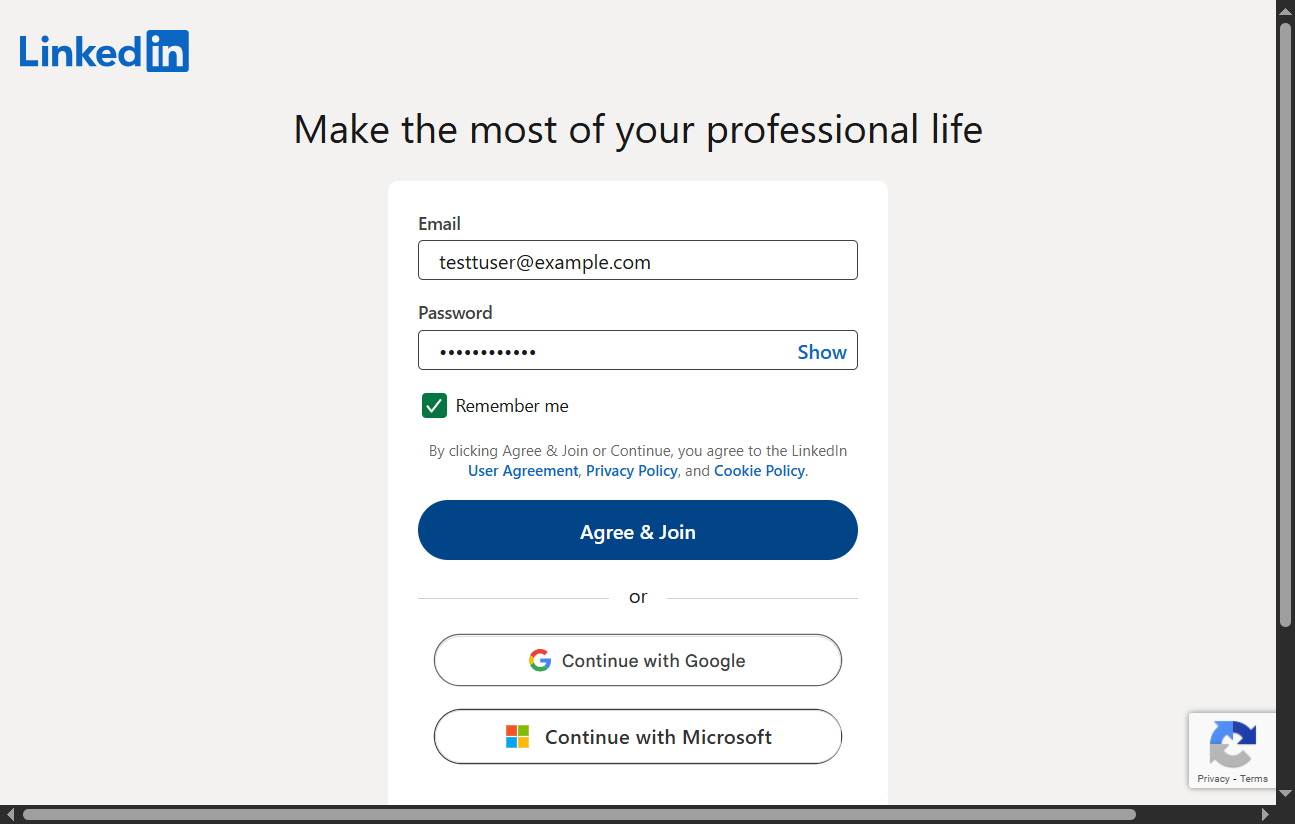 Linkedin
Make the most of your professional life
Email
testtuser@example.com
Password
••••••••••••
Show
Remember me
By clicking Agree & Join or Continue, you agree to the LinkedIn
User Agreement, Privacy Policy, and Cookie Policy.
Agree & Join
or
Continue with Google
Continue with Microsoft
Privacy - Terms